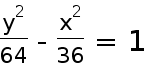 y²/64 - x²/36 = 1